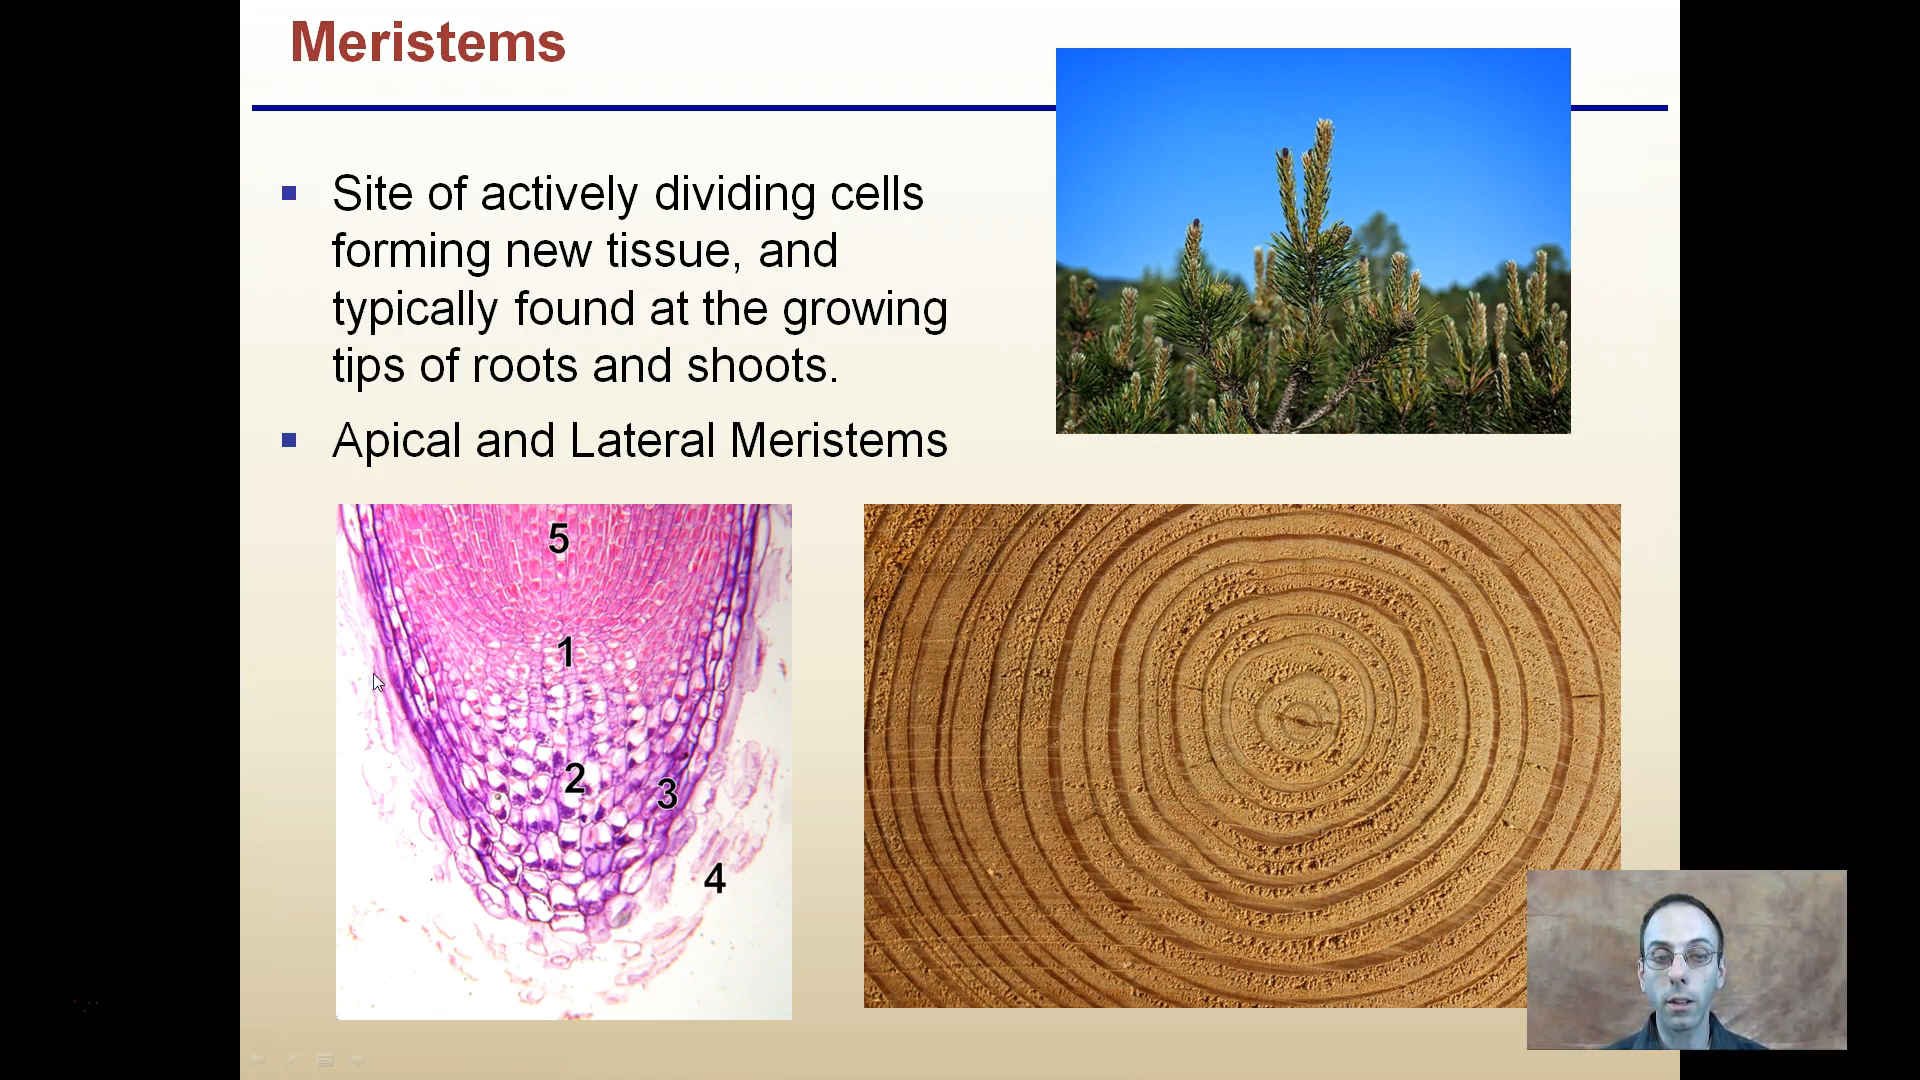 Meristems
Site of actively dividing cells
forming new tissue, and
typically found at the growing
tips of roots and shoots.
Apical and Lateral Meristems
5
1
2
3
4